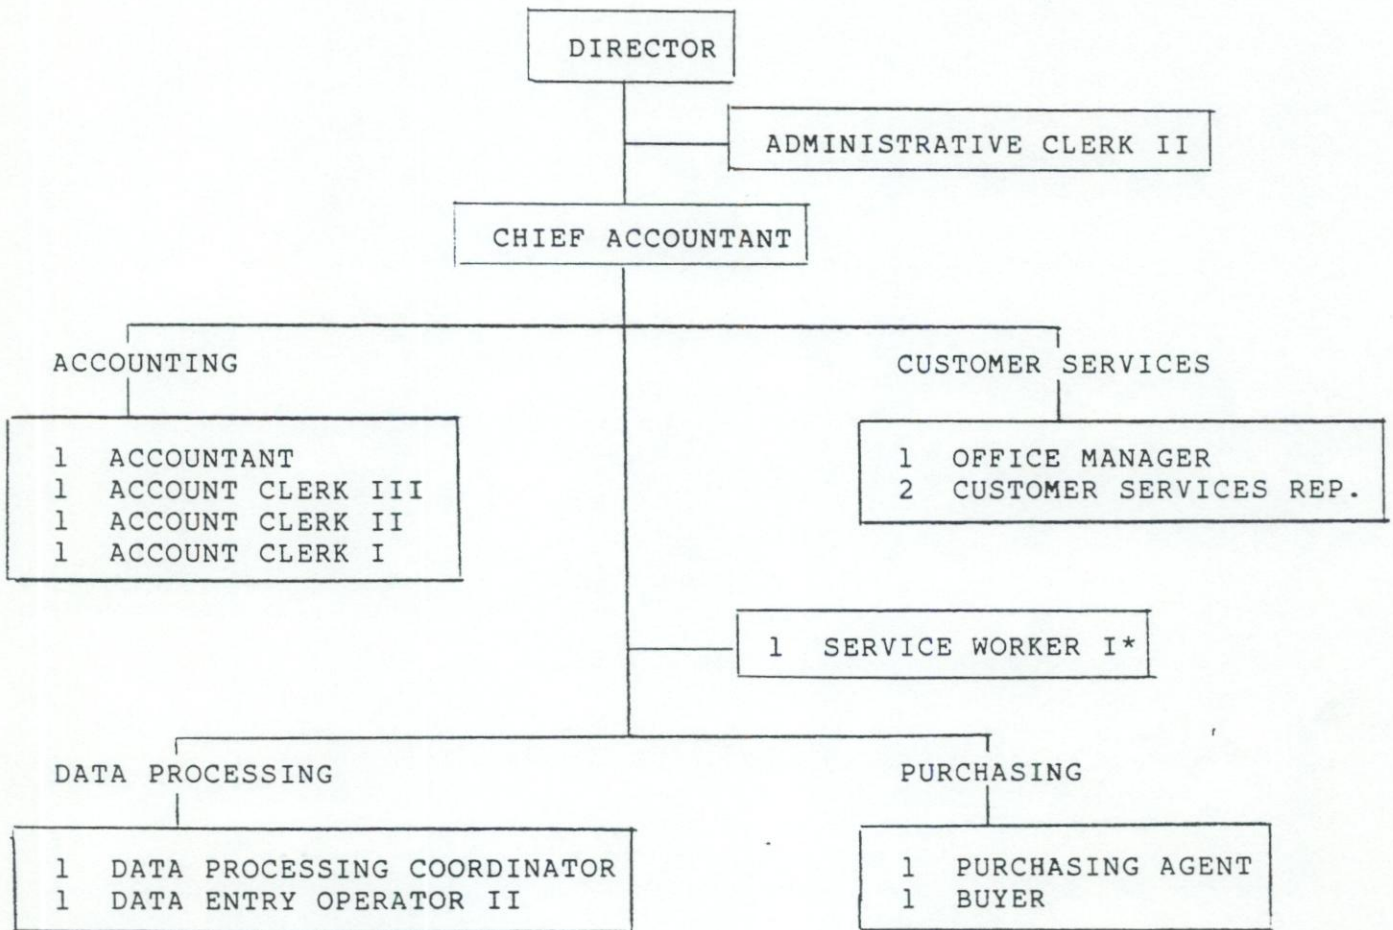 DIRECTOR
ADMINISTRATIVE CLERK II
CHIEF ACCOUNTANT
ACCOUNTING
1 ACCOUNTANT
1 ACCOUNT CLERK III
1 ACCOUNT CLERK II
1 ACCOUNT CLERK I
CUSTOMER SERVICES
1 OFFICE MANAGER
2 CUSTOMER SERVICES REP.
1 SERVICE WORKER I*
DATA PROCESSING
1 DATA PROCESSING COORDINATOR
1 DATA ENTRY OPERATOR II
PURCHASING
1 PURCHASING AGENT
1 BUYER